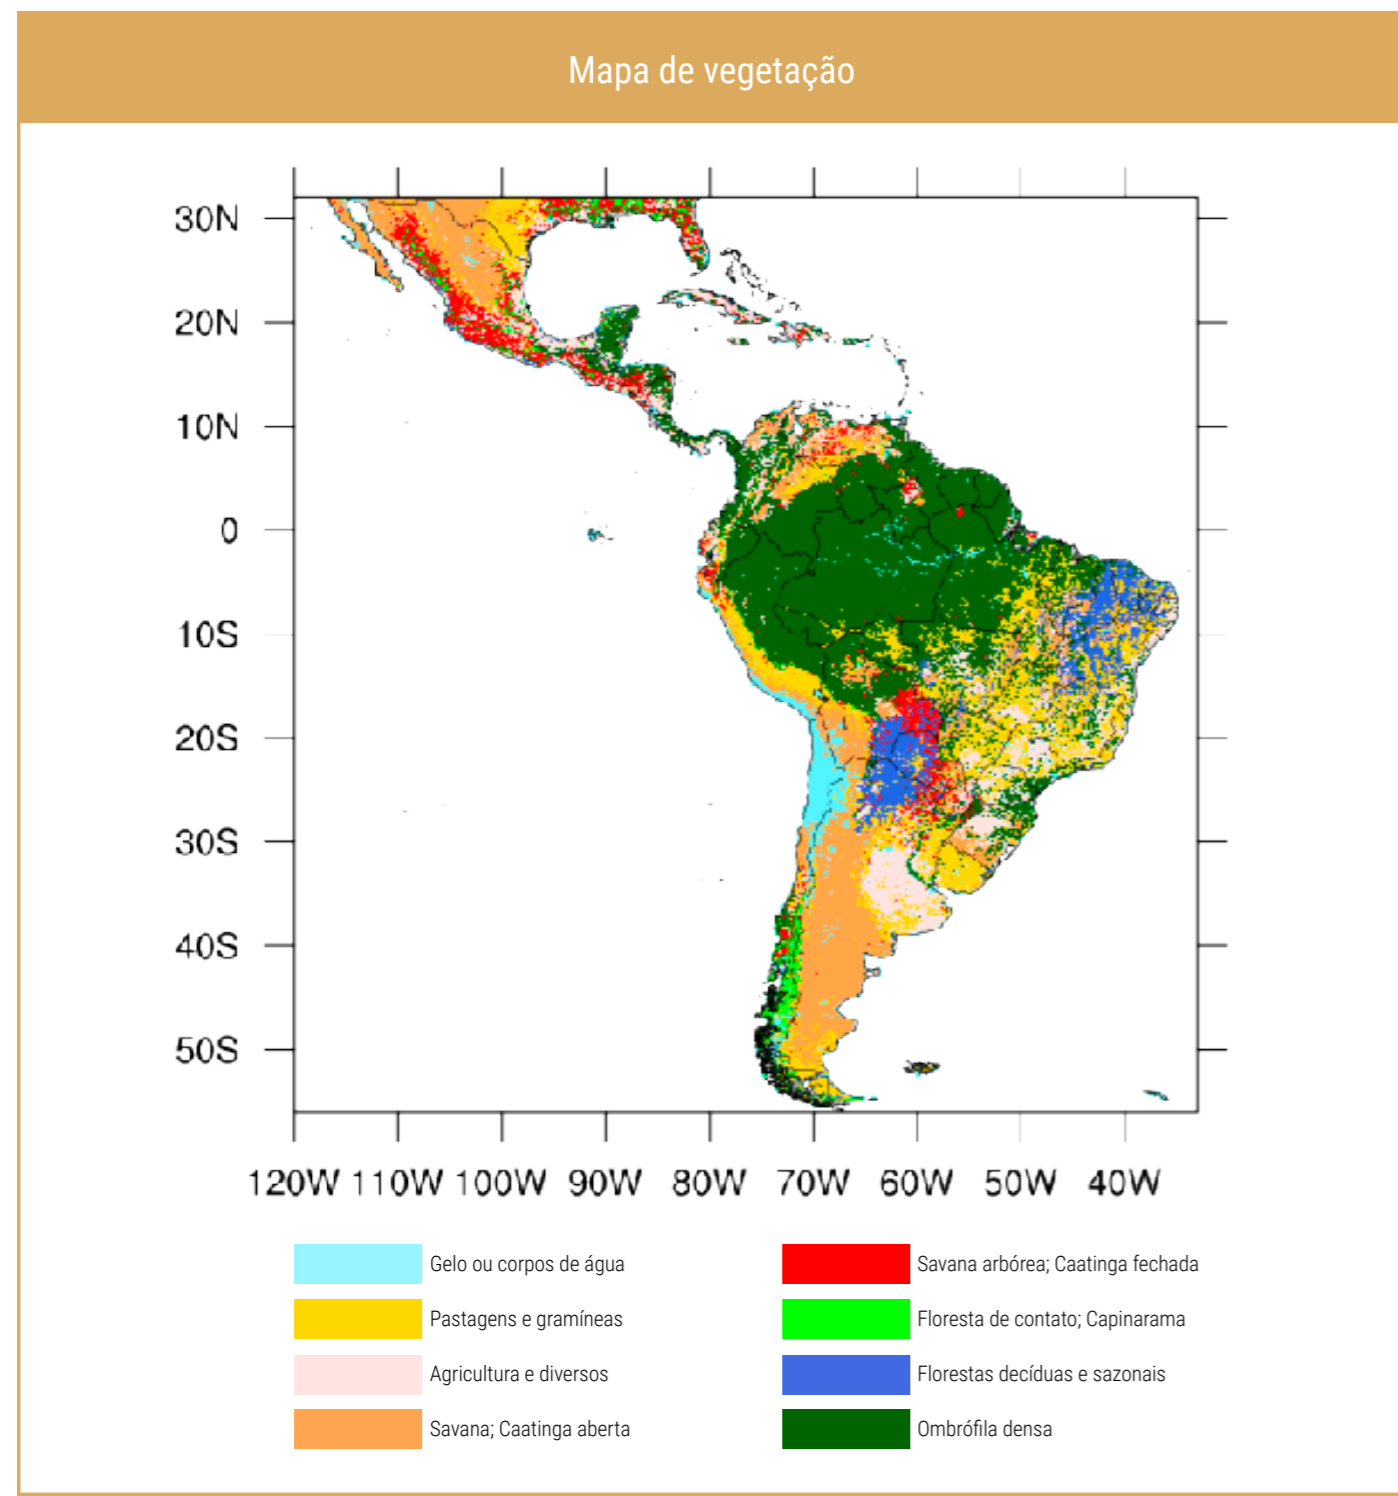 Mapa de vegetação
30N
20N
10N
0
10S
20S
30S
40S
50S
120W 110W 100W 90W 80W 70W 60W 50W 40W
Gelo ou corpos de água
Savana arbórea; Caatinga fechada
Pastagens e gramíneas
Floresta de contato; Capinarama
Agricultura e diversos
Florestas decíduas e sazonais
Savana; Caatinga aberta
Ombrófila densa